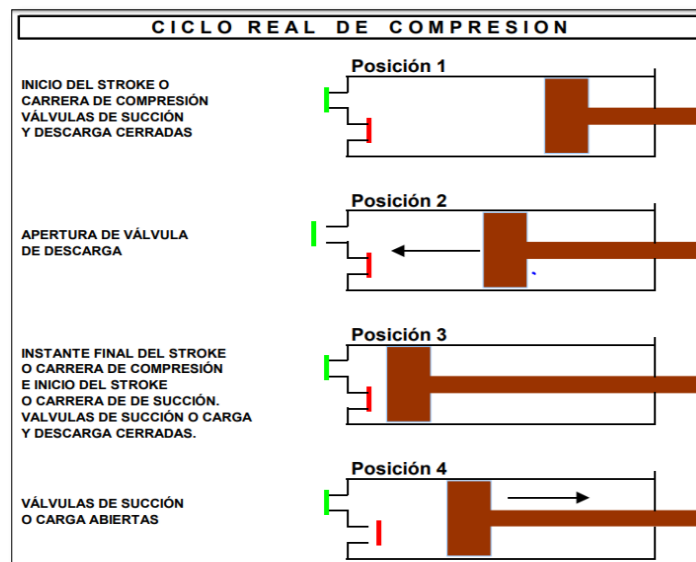 CICLO REAL DE COMPRESION
Posición 1
INICIO DEL STROKE O
CARRERA DE COMPRESIÓN
VÁLVULAS DE SUCCIÓN
Y DESCARGA CERRADAS
Posición 2
APERTURA DE VÁLVULA
DE DESCARGA
Posición 3
INSTANTE FINAL DEL STROKE
O CARRERA DE COMPRESIÓN
E INICIO DEL STROKE
O CARRERA DE DE SUCCIÓN.
VALVULAS DE SUCCIÓN O CARGA
Y DESCARGA CERRADAS.
Posición 4
VÁLVULAS DE SUCCIÓN
O CARGA ABIERTAS